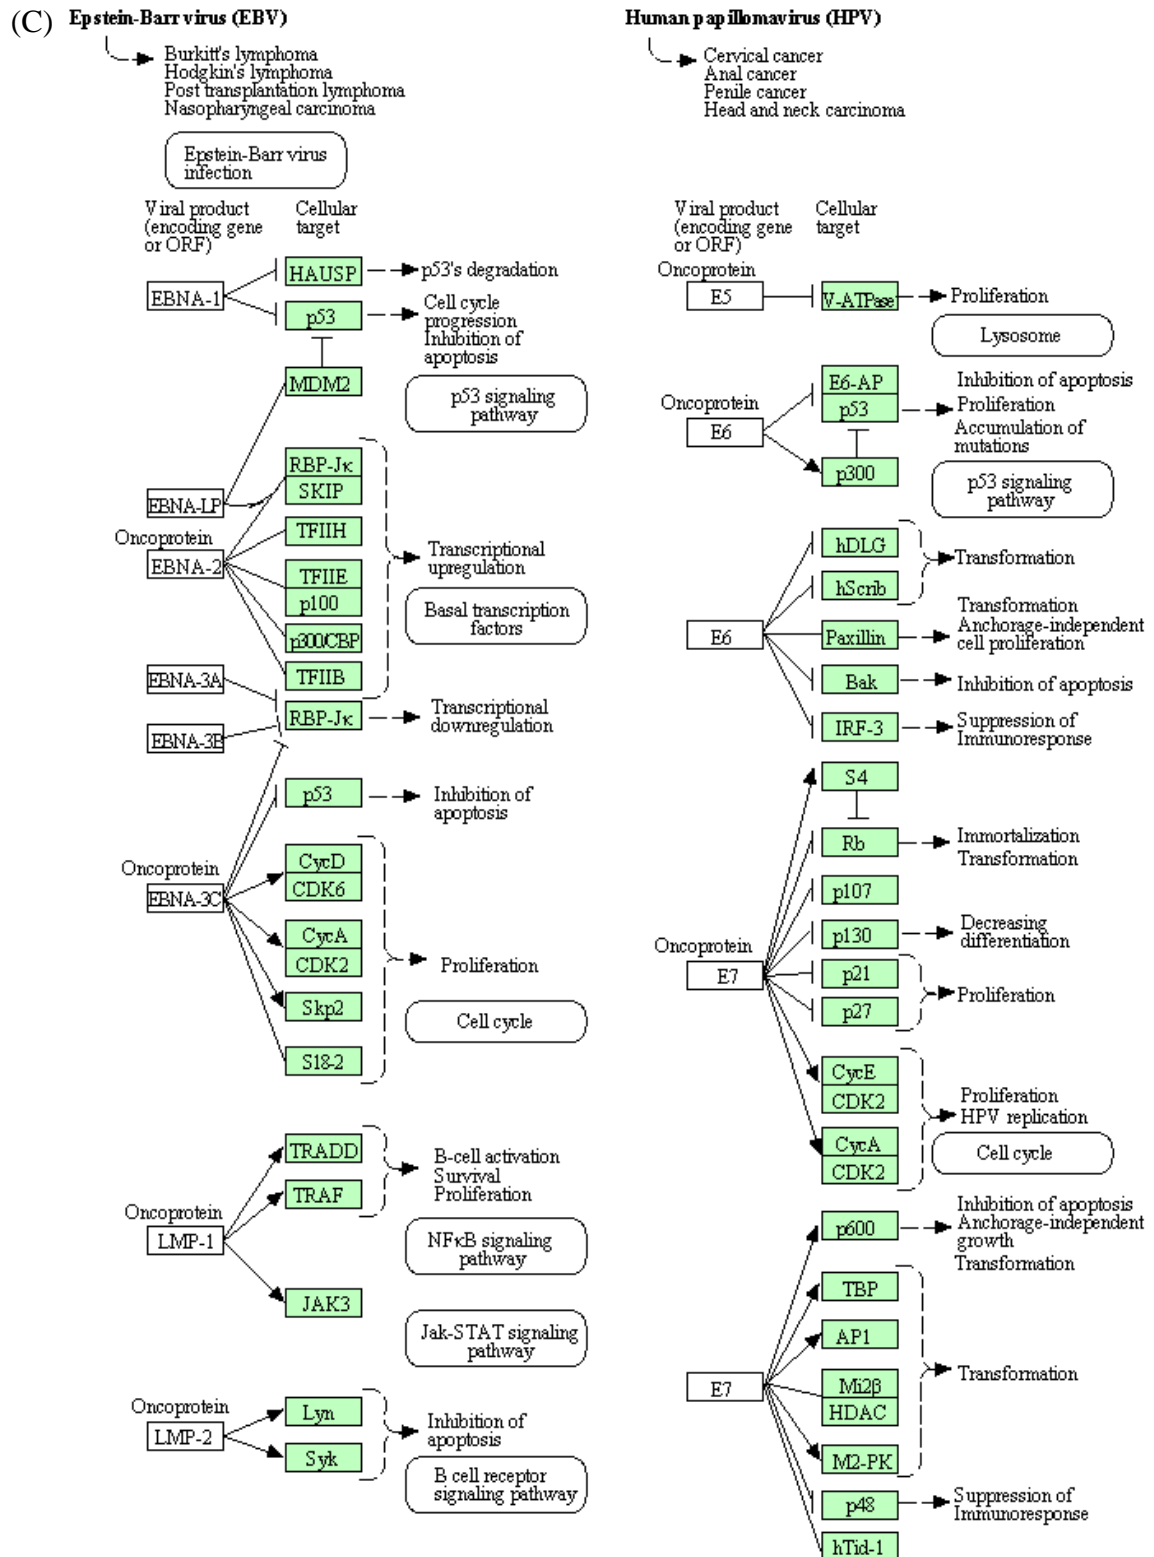 (C)
Epstein-Barr virus (EBV)
Burkitt's lymphoma
Hodgkin's lymphoma
Post transplantation lymphoma
Nasopharyngeal carcinoma
Epstein-Barr virus
infection
Viral product
(encoding gene
or ORF)
Cellular
target
EBNA-1
HAUSP
p53's degradation
p53
Cell cycle
progression
Inhibition of
apoptosis
MDM2
p53 signaling
pathway
EBNA-LP
RBP-Jκ
SKIP
Oncoprotein
EBNA-2
TFIIH
TFIIE
p100
p300/CBP
TFIIB
Transcriptional
upregulation
Basal transcription
factors
EBNA-3A
EBNA-3B
RBP-Jκ
Transcriptional
downregulation
p53
Inhibition of
apoptosis
Oncoprotein
EBNA-3C
CycD
CDK6
CycA
CDK2
Skp2
S18-2
Proliferation
Cell cycle
Oncoprotein
LMP-1
TRADD
TRAF
B-cell activation
Survival
Proliferation
NFκB signaling
pathway
JAK3
Jak-STAT signaling
pathway
Oncoprotein
LMP-2
Lyn
Syk
Inhibition of
apoptosis
B cell receptor
signaling pathway
Human papillomavirus (HPV)
Cervical cancer
Anal cancer
Penile cancer
Head and neck carcinoma
Viral product
(encoding gene
or ORF)
Cellular
target
Oncoprotein
E5
V-ATPase
Proliferation
Lysosome
Oncoprotein
E6
E6-AP
p53
p300
Inhibition of apoptosis
Proliferation
Accumulation of
mutations
p53 signaling
pathway
E6
hDLG
hScrib
Transformation
Paxillin
Transformation
Anchorage-independent
cell proliferation
Bak
Inhibition of apoptosis
IRF-3
Suppression of
Immunoresponse
Oncoprotein
E7
S4
Rb
Immortalization
Transformation
p107
p130
Decreasing
differentiation
p21
p27
Proliferation
CycE
CDK2
CycA
CDK2
Proliferation
HPV replication
Cell cycle
E7
p600
Inhibition of apoptosis
Anchorage-independent
growth
Transformation
TBP
AP1
Mi2β
HDAC
M2-PK
Transformation
p48
Suppression of
Immunoresponse
hTid-1